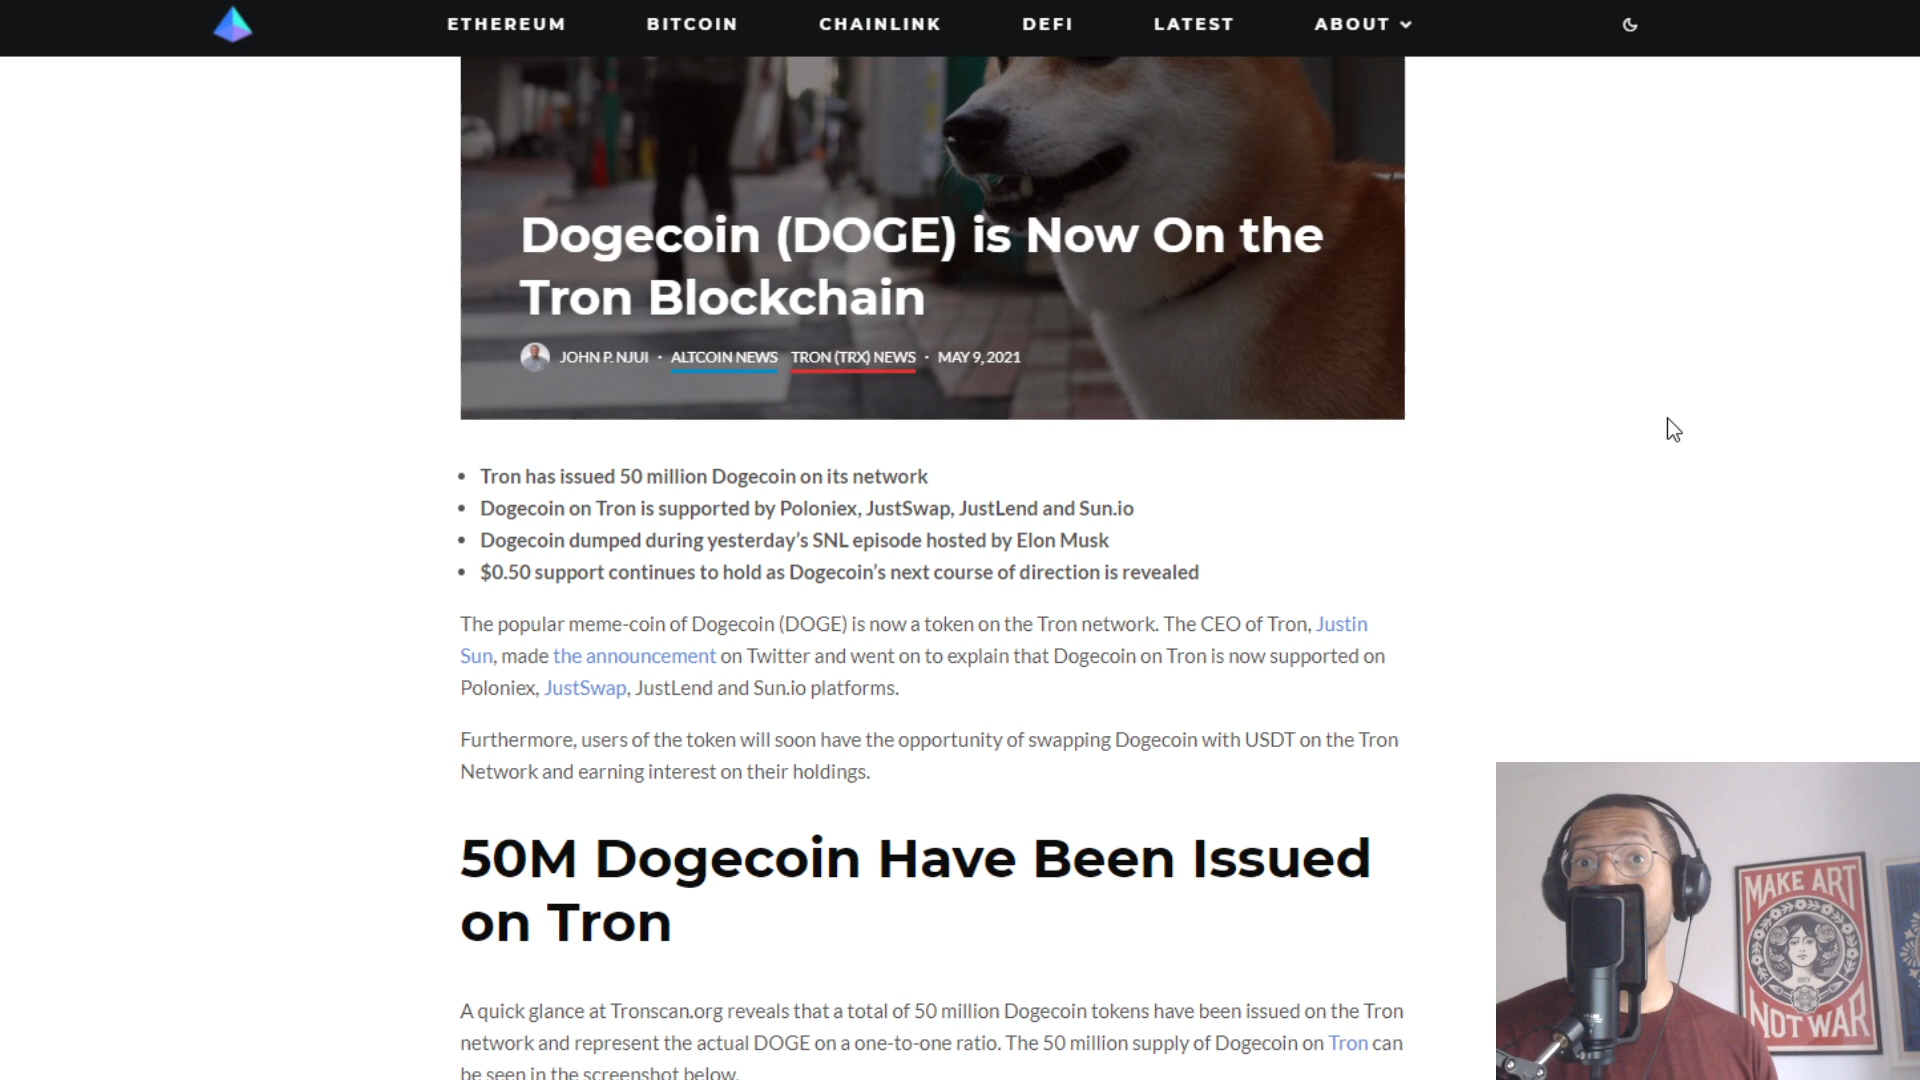 ETHEREUM BITCOIN CHAINLINK DEFI LATEST ABOUT
Dogecoin (DOGE) is Now On the
Tron Blockchain
JOHN P. NJUI · ALTCOIN NEWS TRON (TRX) NEWS · MAY 9, 2021
• Tron has issued 50 million Dogecoin on its network
• Dogecoin on Tron is supported by Poloniex, JustSwap, JustLend and Sun.io
• Dogecoin dumped during yesterday’s SNL episode hosted by Elon Musk
• $0.50 support continues to hold as Dogecoin’s next course of direction is revealed
The popular meme-coin of Dogecoin (DOGE) is now a token on the Tron network. The CEO of Tron, Justin
Sun, made the announcement on Twitter and went on to explain that Dogecoin on Tron is now supported on
Poloniex, JustSwap, JustLend and Sun.io platforms.
Furthermore, users of the token will soon have the opportunity of swapping Dogecoin with USDT on the Tron
Network and earning interest on their holdings.
50M Dogecoin Have Been Issued
on Tron
A quick glance at Tronscan.org reveals that a total of 50 million Dogecoin tokens have been issued on the Tron
network and represent the actual DOGE on a one-to-one ratio. The 50 million supply of Dogecoin on Tron can
be seen in the screenshot below.
MAKE ART
NOT WAR